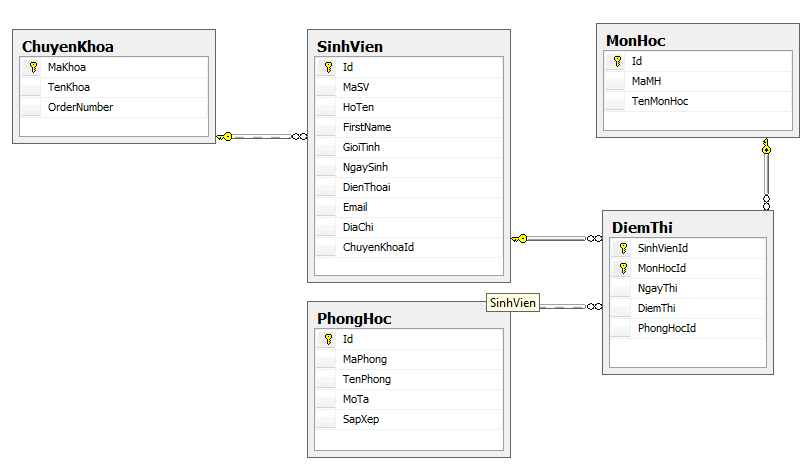 ChuyenKhoa
MaKhoa
TenKhoa
OrderNumber
SinhVien
Id
MaSV
HoTen
FirstName
GioiTinh
NgaySinh
DienThoai
Email
DiaChi
ChuyenKhoaId
MonHoc
Id
MaMH
TenMonHoc
DiemThi
SinhVienId
MonHocId
NgayThi
DiemThi
PhongHocId
SinhVien
PhongHoc
Id
MaPhong
TenPhong
MoTa
SapXep